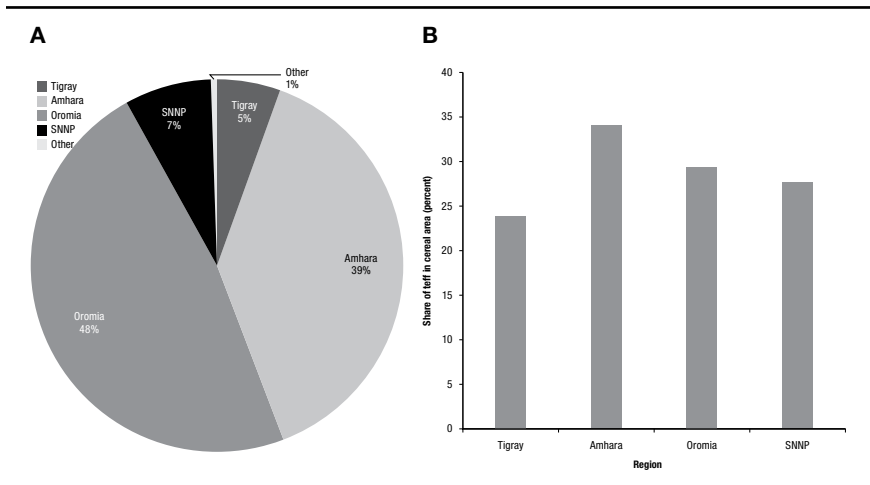 A
Tigray
Amhara
Oromia
SNNP
Other
Other
1%
Tigray
5%
SNNP
7%
Amhara
39%
Oromia
48%
B
Share of teff in cereal area (percent)
40
35
30
25
20
15
10
5
0
Tigray Amhara Oromia SNNP
Region